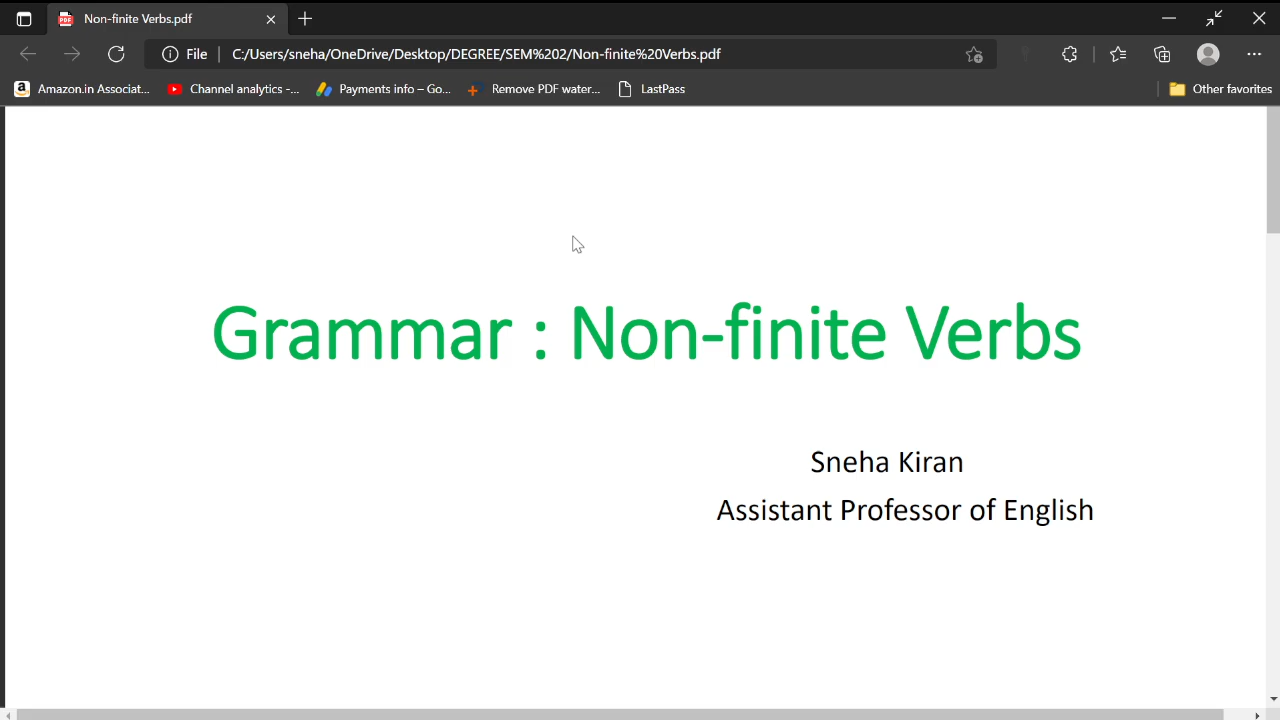 Non-finite Verbs.pdf
File
C:/Users/sneha/OneDrive/Desktop/DEGREE/SEM%202/Non-finite%20Verbs.pdf
Amazon.in Associat...
Channel analytics -...
Payments info – Go...
Remove PDF water...
LastPass
Other favorites
Grammar : Non-finite Verbs
Sneha Kiran
Assistant Professor of English